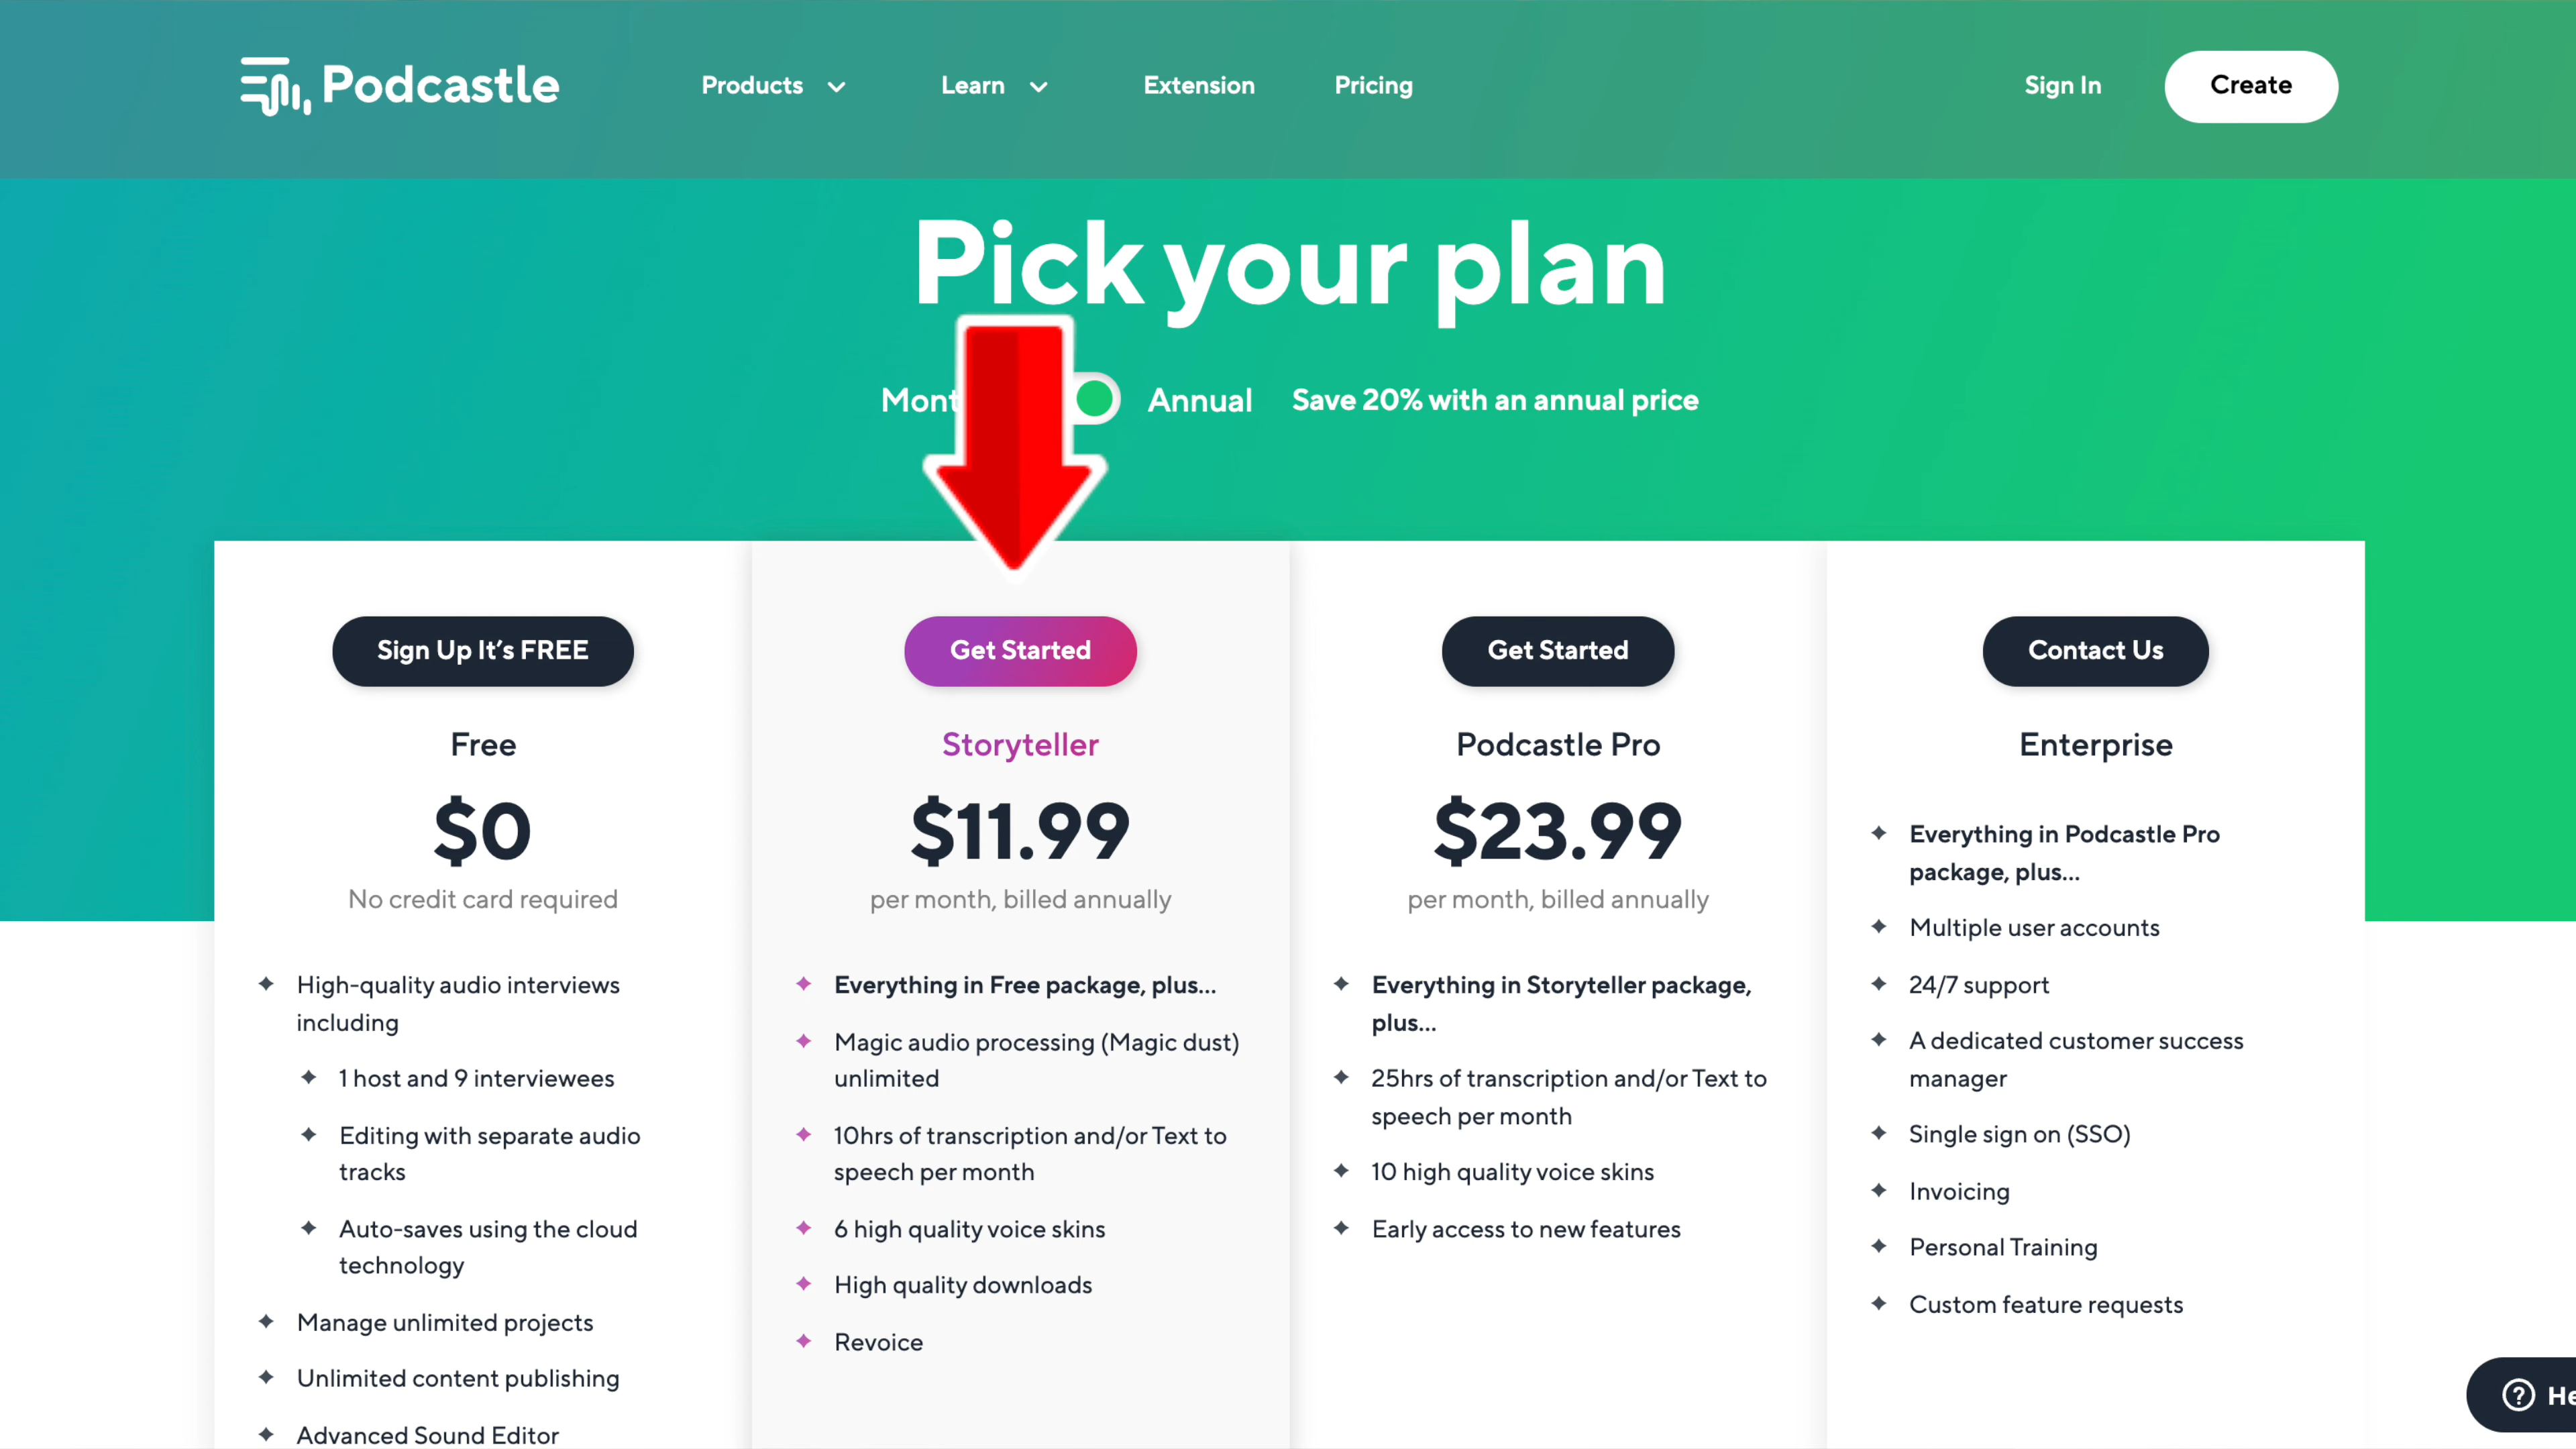 Podcastle
Products
Learn
Extension
Pricing
Sign In
Create
Pick your plan
Mont
Annual
Save 20% with an annual price
Sign Up It's FREE
Free
$0
No credit card required
High-quality audio interviews
including
1 host and 9 interviewees
Editing with separate audio
tracks
Auto-saves using the cloud
technology
Manage unlimited projects
Unlimited content publishing
Advanced Sound Editor
Get Started
Storyteller
$11.99
per month, billed annually
Everything in Free package, plus...
Magic audio processing (Magic dust)
unlimited
10hrs of transcription and/or Text to
speech per month
6 high quality voice skins
High quality downloads
Revoice
Get Started
Podcastle Pro
$23.99
per month, billed annually
Everything in Storyteller package,
plus...
25hrs of transcription and/or Text to
speech per month
10 high quality voice skins
Early access to new features
Contact Us
Enterprise
Everything in Podcastle Pro
package, plus...
Multiple user accounts
24/7 support
A dedicated customer success
manager
Single sign on (SSO)
Invoicing
Personal Training
Custom feature requests
He